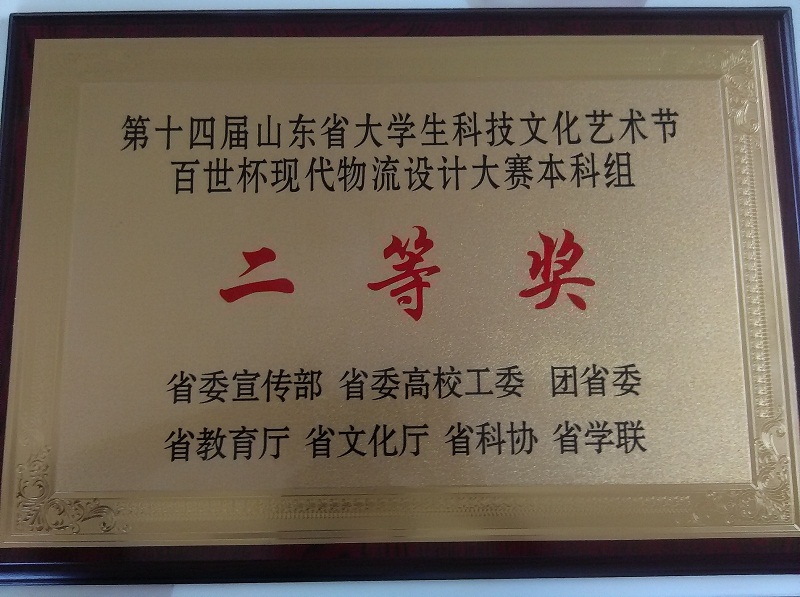 第十四届山东省大学生科技文化艺术节
百世杯现代物流设计大赛本科组
二等奖
省委宣传部 省委高校工委 团省委
省教育厅 省文化厅 省科协 省学联